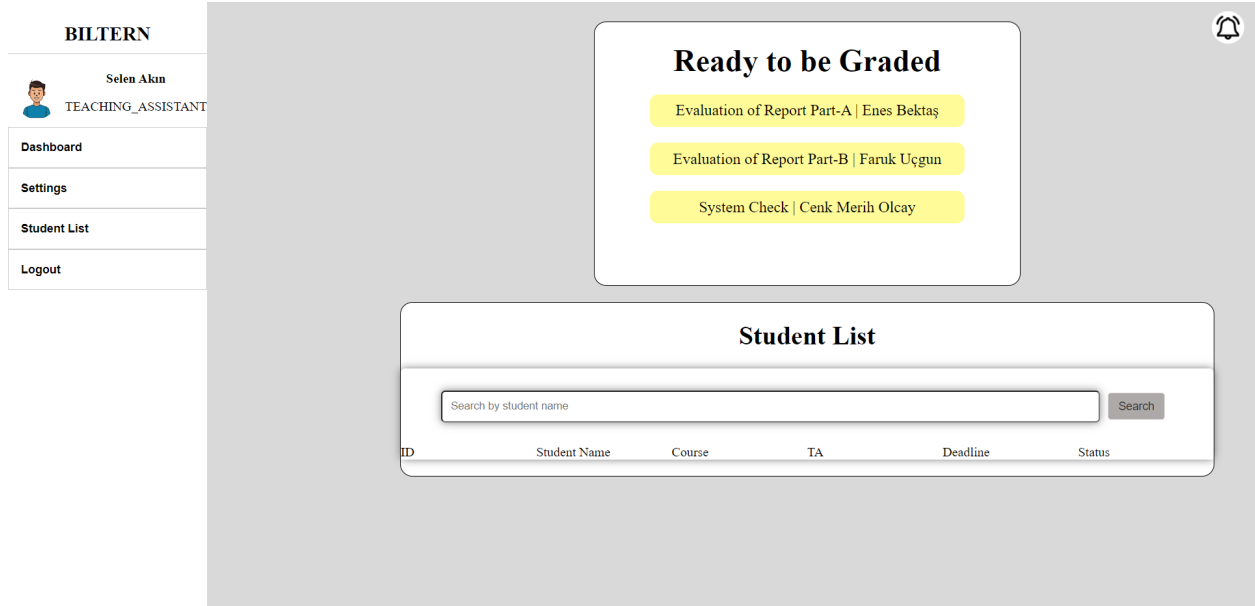 BILTERN
Selen Akın
TEACHING_ASSISTANT
Dashboard
Settings
Student List
Logout
Ready to be Graded
Evaluation of Report Part-A | Enes Bektaş
Evaluation of Report Part-B | Faruk Uçgun
System Check | Cenk Merih Olcay
Student List
Search by student name
Search
ID Student Name Course TA Deadline Status